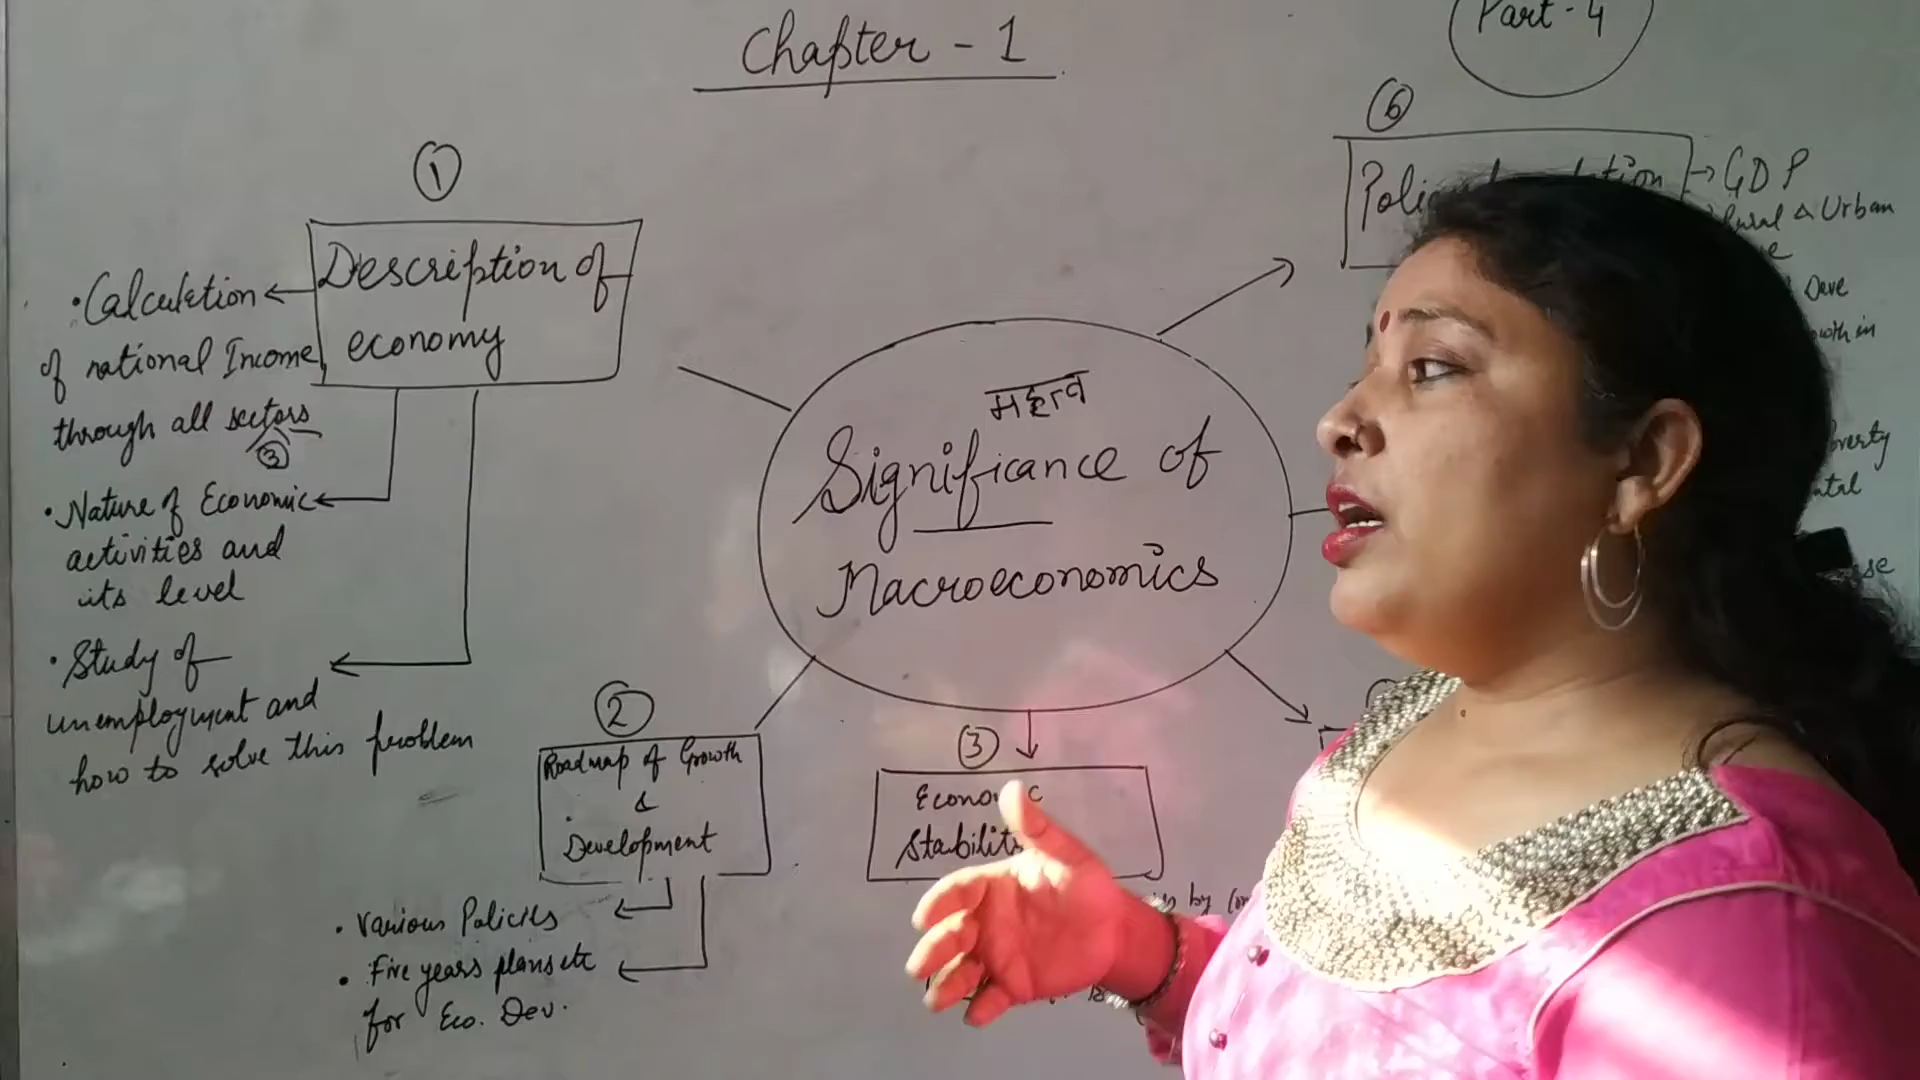 Chapter - 1
Part - 4
①
Description of
economy
• Calculation
of national Income
through all sectors
③
• Nature of Economic
activities and
its level
• Study of
unemployment and
how to solve this problem
महत्व
Significance of
Macroeconomics
②
Roadmap of Growth
&
Development
• Various Policies
• Five years plans etc
for Eco. Dev.
③
Economic
Stability
⑥
GDP
Rural & Urban
Deve